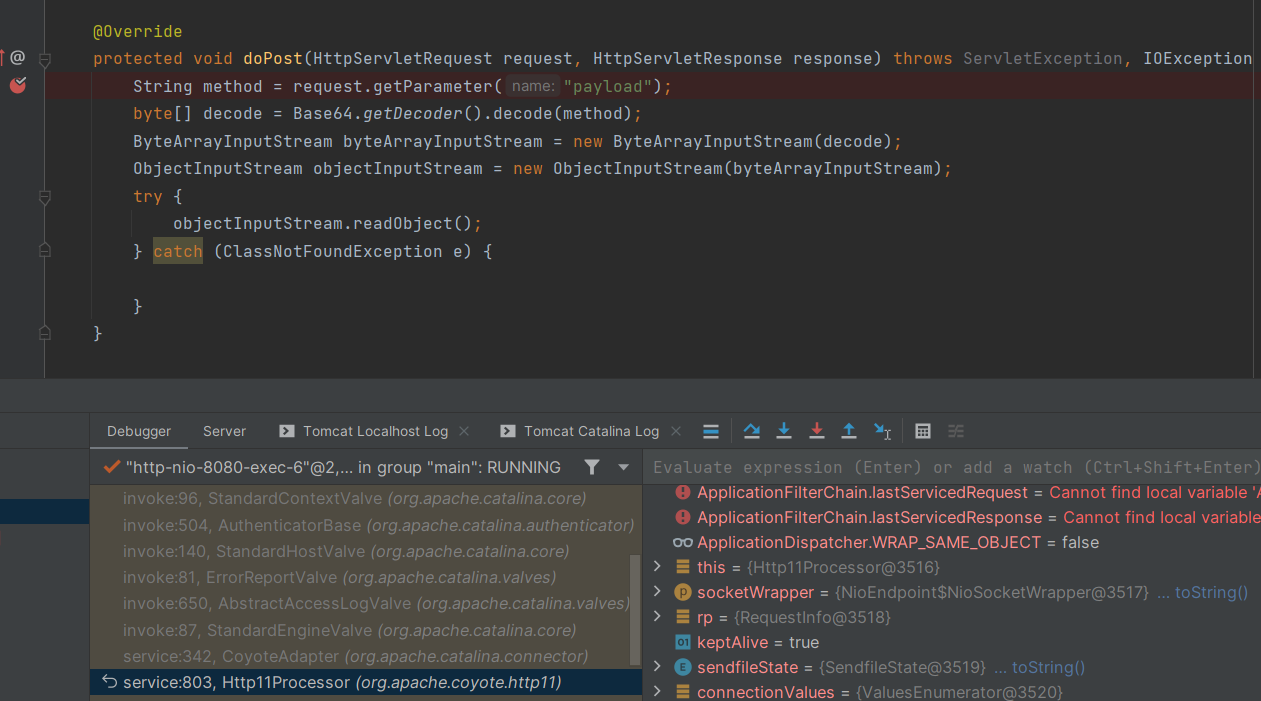 @Override
protected void doPost(HttpServletRequest request, HttpServletResponse response) throws ServletException, IOException
String method = request.getParameter( name: "payload");
byte[] decode = Base64.getDecoder().decode(method);
ByteArrayInputStream byteArrayInputStream = new ByteArrayInputStream(decode);
ObjectInputStream objectInputStream = new ObjectInputStream(byteArrayInputStream);
try {
objectInputStream.readObject();
} catch (ClassNotFoundException e) {
}
}
Debugger Server Tomcat Localhost Log Tomcat Catalina Log
"http-nio-8080-exec-6"@2,... in group "main": RUNNING
invoke:96, StandardContextValve (org.apache.catalina.core)
invoke:504, AuthenticatorBase (org.apache.catalina.authenticator)
invoke:140, StandardHostValve (org.apache.catalina.core)
invoke:81, ErrorReportValve (org.apache.catalina.valves)
invoke:650, AbstractAccessLogValve (org.apache.catalina.valves)
invoke:87, StandardEngineValve (org.apache.catalina.core)
service:342, CoyoteAdapter (org.apache.catalina.connector)
service:803, Http11Processor (org.apache.coyote.http11)
Evaluate expression (Enter) or add a watch (Ctrl+Shift+Enter)
ApplicationFilterChain.lastServicedRequest = Cannot find local variable 'A
ApplicationFilterChain.lastServicedResponse = Cannot find local variable
ApplicationDispatcher.WRAP_SAME_OBJECT = false
this = {Http11Processor@3516}
socketWrapper = {NioEndpoint$NioSocketWrapper@3517} ... toString()
rp = {RequestInfo@3518}
keptAlive = true
sendfileState = {SendfileState@3519} ... toString()
connectionValues = {ValuesEnumerator@3520}